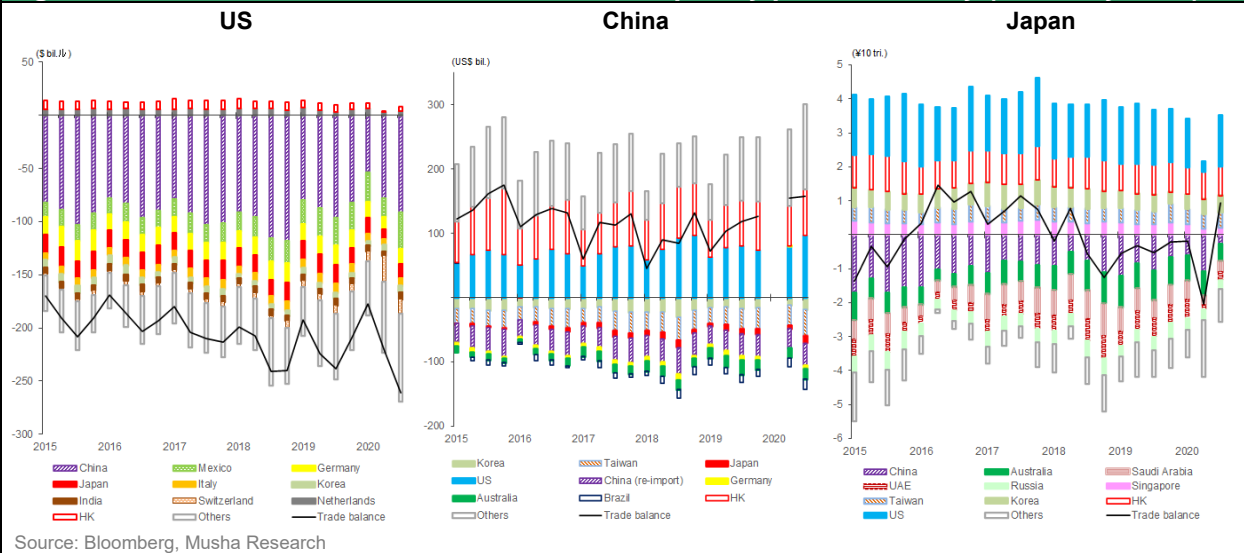 US
China
Japan
($ bil.ル)
50
-50
-100
-150
-200
-250
-300
2015 2016 2017 2018 2019 2020
China Mexico Germany
Japan Italy Korea
India Switzerland Netherlands
HK Others Trade balance
(US$ bil.)
300
200
100
-100
-200
2015 2016 2017 2018 2019 2020
Korea Taiwan Japan
US China (re-import) Germany
Australia Brazil HK
Others Trade balance
(¥10 tri.)
5
4
3
2
1
-1
-2
-3
-4
-5
-6
2015 2016 2017 2018 2019 2020
China Australia Saudi Arabia
UAE Russia Singapore
Taiwan Korea HK
US Others Trade balance
Source: Bloomberg, Musha Research